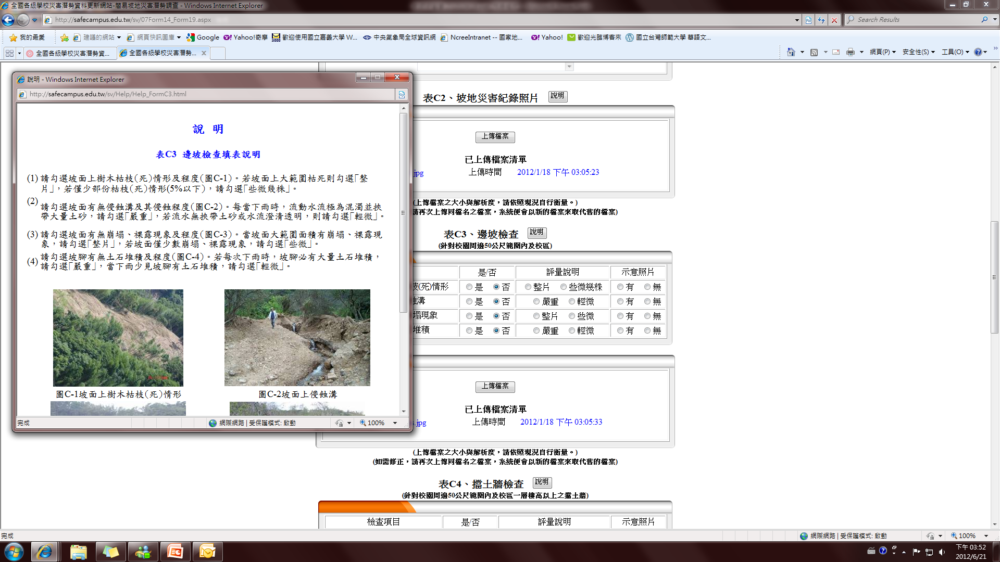 全國各級學校災害潛勢資料更新網站-簡易坡地災害潛勢調查 - Windows Internet Explorer
http://safecampus.edu.tw/sv/07Form14_Form19.aspx
Search Results
我的最愛
建議的網站
網頁快訊圖庫
Google
Yahoo!奇摩
歡迎使用國立嘉義大學 W...
中央氣象局全球資訊網
NcreeIntranet -- 國家地...
Yahoo!
歡迎光臨博客來
國立台灣師範大學 華語文...
全國各級學校災害潛勢資...
全國各級學校災害潛勢...
網頁(P)
安全性(S)
工具(O)
說明 - Windows Internet Explorer
http://safecampus.edu.tw/sv/Help/Help_FormC3.html
說 明
表C3 邊坡檢查填表說明
(1) 請勾選坡面上樹木枯枝(死)情形及程度(圖C-1)。若坡面上大範圍枯死則勾選「整
片」，若僅少部份枯枝(死)情形(5%以下)，請勾選「些微幾株」。
(2) 請勾選坡面有無侵蝕溝及其侵蝕程度(圖C-2)。每當下雨時，流動水流極為混濁並挾
帶大量土砂，請勾選「嚴重」，若流水無挾帶土砂或水流澄清透明，則請勾選「輕微」。
(3) 請勾選坡面有無崩塌、裸露現象及程度(圖C-3)。當坡面大範圍面積有崩塌、裸露現
象，請勾選「整片」，若坡面僅少數崩塌、裸露現象，請勾選「些微」。
(4) 請勾選坡腳有無土石堆積及程度(圖C-4)。若每次下雨時，坡腳必有大量土石堆積，
請勾選「嚴重」，當下雨少見坡腳有土石堆積，請勾選「輕微」。
圖C-1坡面上樹木枯枝(死)情形
圖C-2坡面上侵蝕溝
完成
網際網路 | 受保護模式: 啟動
100%
表C2、坡地災害紀錄照片 說明
上傳檔案
已上傳檔案清單
.jpg 上傳時間 2012/1/18 下午 03:05:23
(上傳檔案之大小與解析度，請依照現況自行衡量。)
請再次上傳同檔名之檔案，系統便會以新的檔案來取代舊的檔案)
表C3、邊坡檢查 說明
(針對校園周邊50公尺範圍內及校區)
是/否 評量說明 示意照片
(死)情形 是 否 整片 些微幾株 有 無
溝 是 否 嚴重 輕微 有 無
塌現象 是 否 整片 些微 有 無
堆積 是 否 嚴重 輕微 有 無
上傳檔案
已上傳檔案清單
.jpg 上傳時間 2012/1/18 下午 03:05:33
(上傳檔案之大小與解析度，請依照現況自行衡量。)
(如需修正，請再次上傳同檔名之檔案，系統便會以新的檔案來取代舊的檔案)
表C4、擋土牆檢查 說明
(針對校園周邊50公尺範圍內及校區一層樓高以上之擋土牆)
檢查項目 是/否 評量說明 示意照片
完成
網際網路 | 受保護模式: 啟動
100%
下午 03:52
2012/6/21